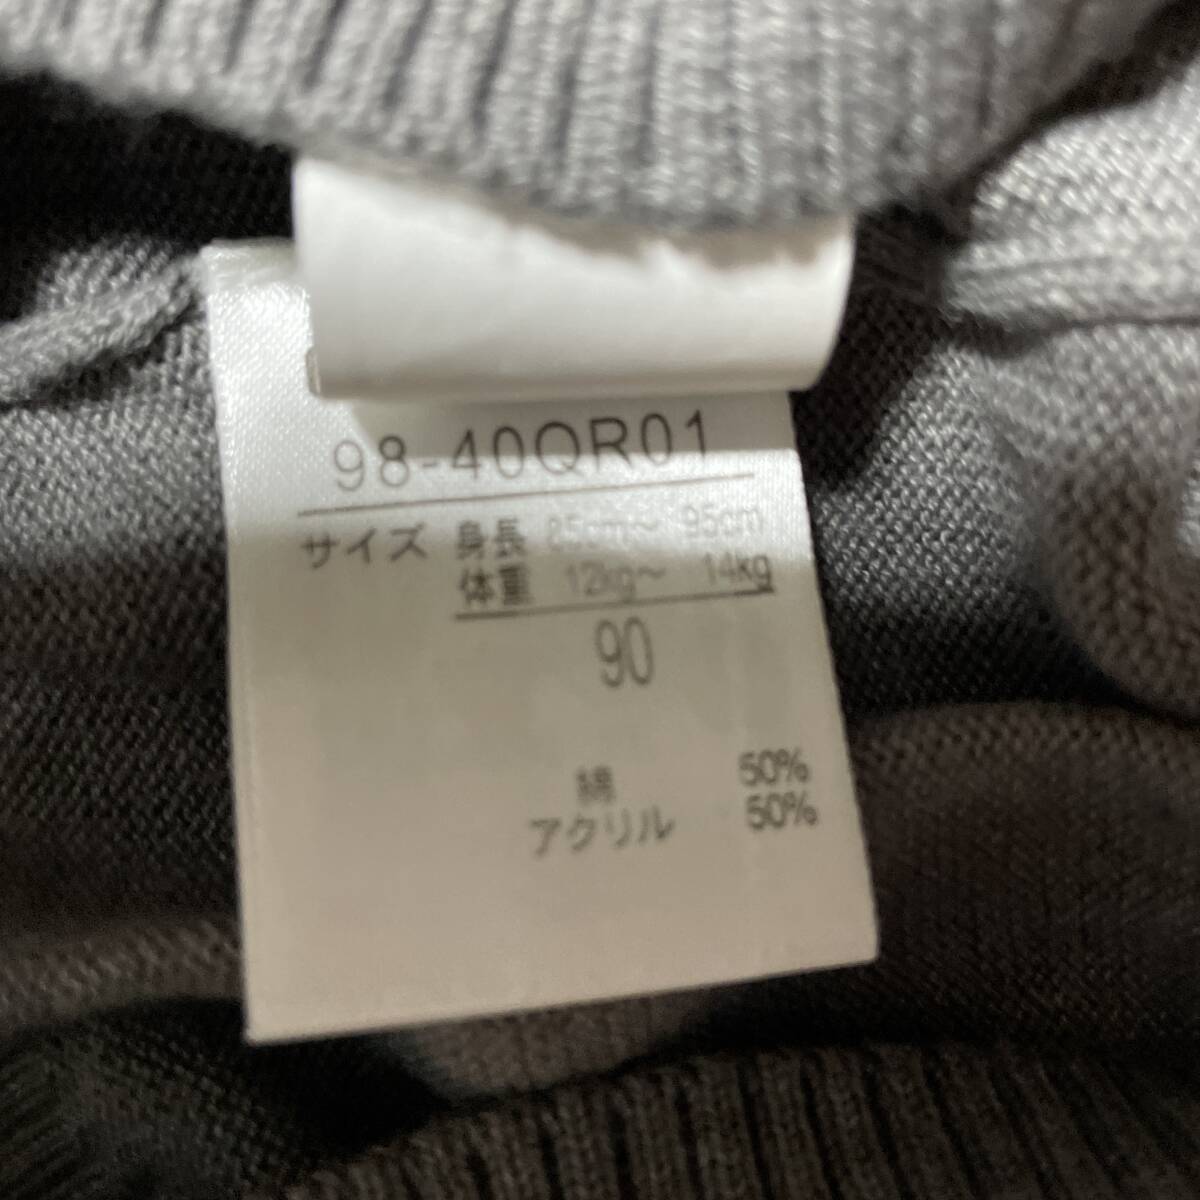 98-40QR01
サイズ 身長 85cm～ 95cm
体重 12kg～ 14kg
90
綿 50%
アクリル 50%